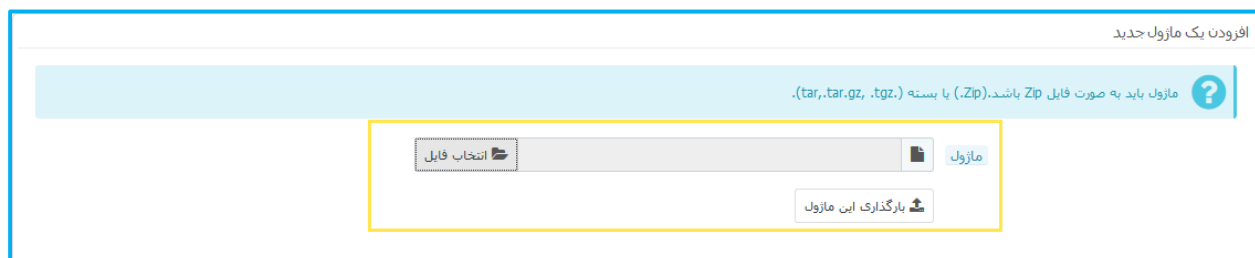 افزودن یک ماژول جدید
ماژول باید به صورت فایل Zip باشد.(Zip.) یا بسته (.tar,.tar.gz, .tgz).
ماژول
انتخاب فایل
بارگذاری این ماژول